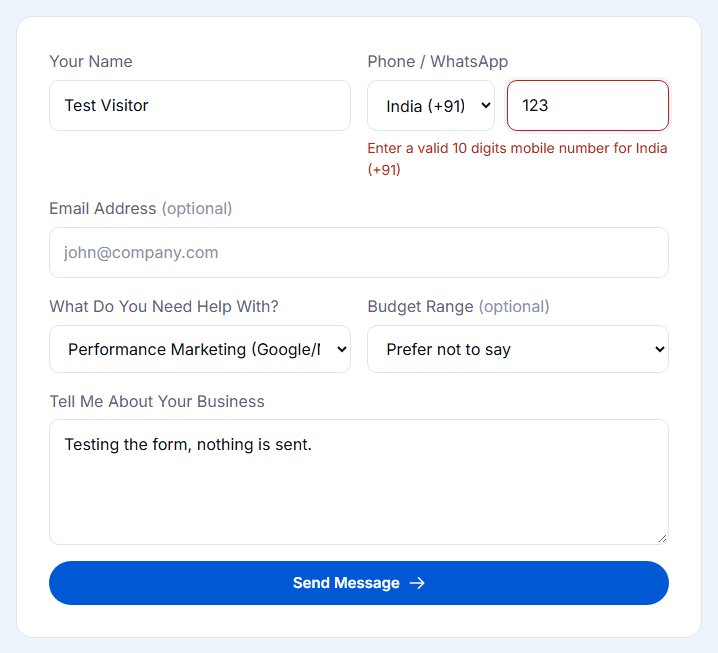 Your Name
Phone / WhatsApp
Test Visitor
India (+91)
123
Enter a valid 10 digits mobile number for India
(+91)
Email Address (optional)
john@company.com
What Do You Need Help With?
Budget Range (optional)
Performance Marketing (Google/
Prefer not to say
Tell Me About Your Business
Testing the form, nothing is sent.
Send Message →